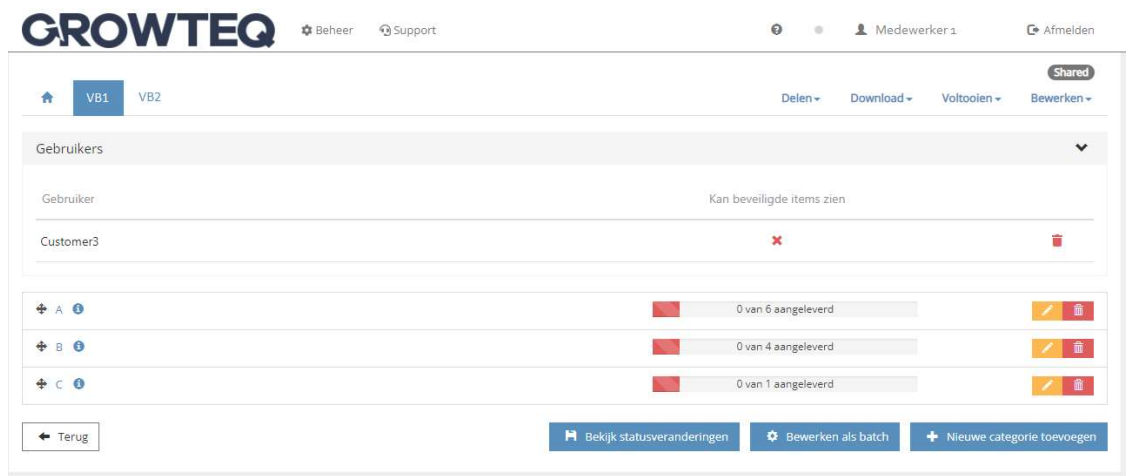 GROWTEQ Beheer Support Medewerker 1 Afmelden
Shared
VB1 VB2 Delen Download Voltooien Bewerken
Gebruikers
Gebruiker Kan beveiligde items zien
Customer3
A 0 van 6 aangeleverd
B 0 van 4 aangeleverd
C 0 van 1 aangeleverd
Terug Bekijk statusveranderingen Bewerken als batch Nieuwe categorie toevoegen